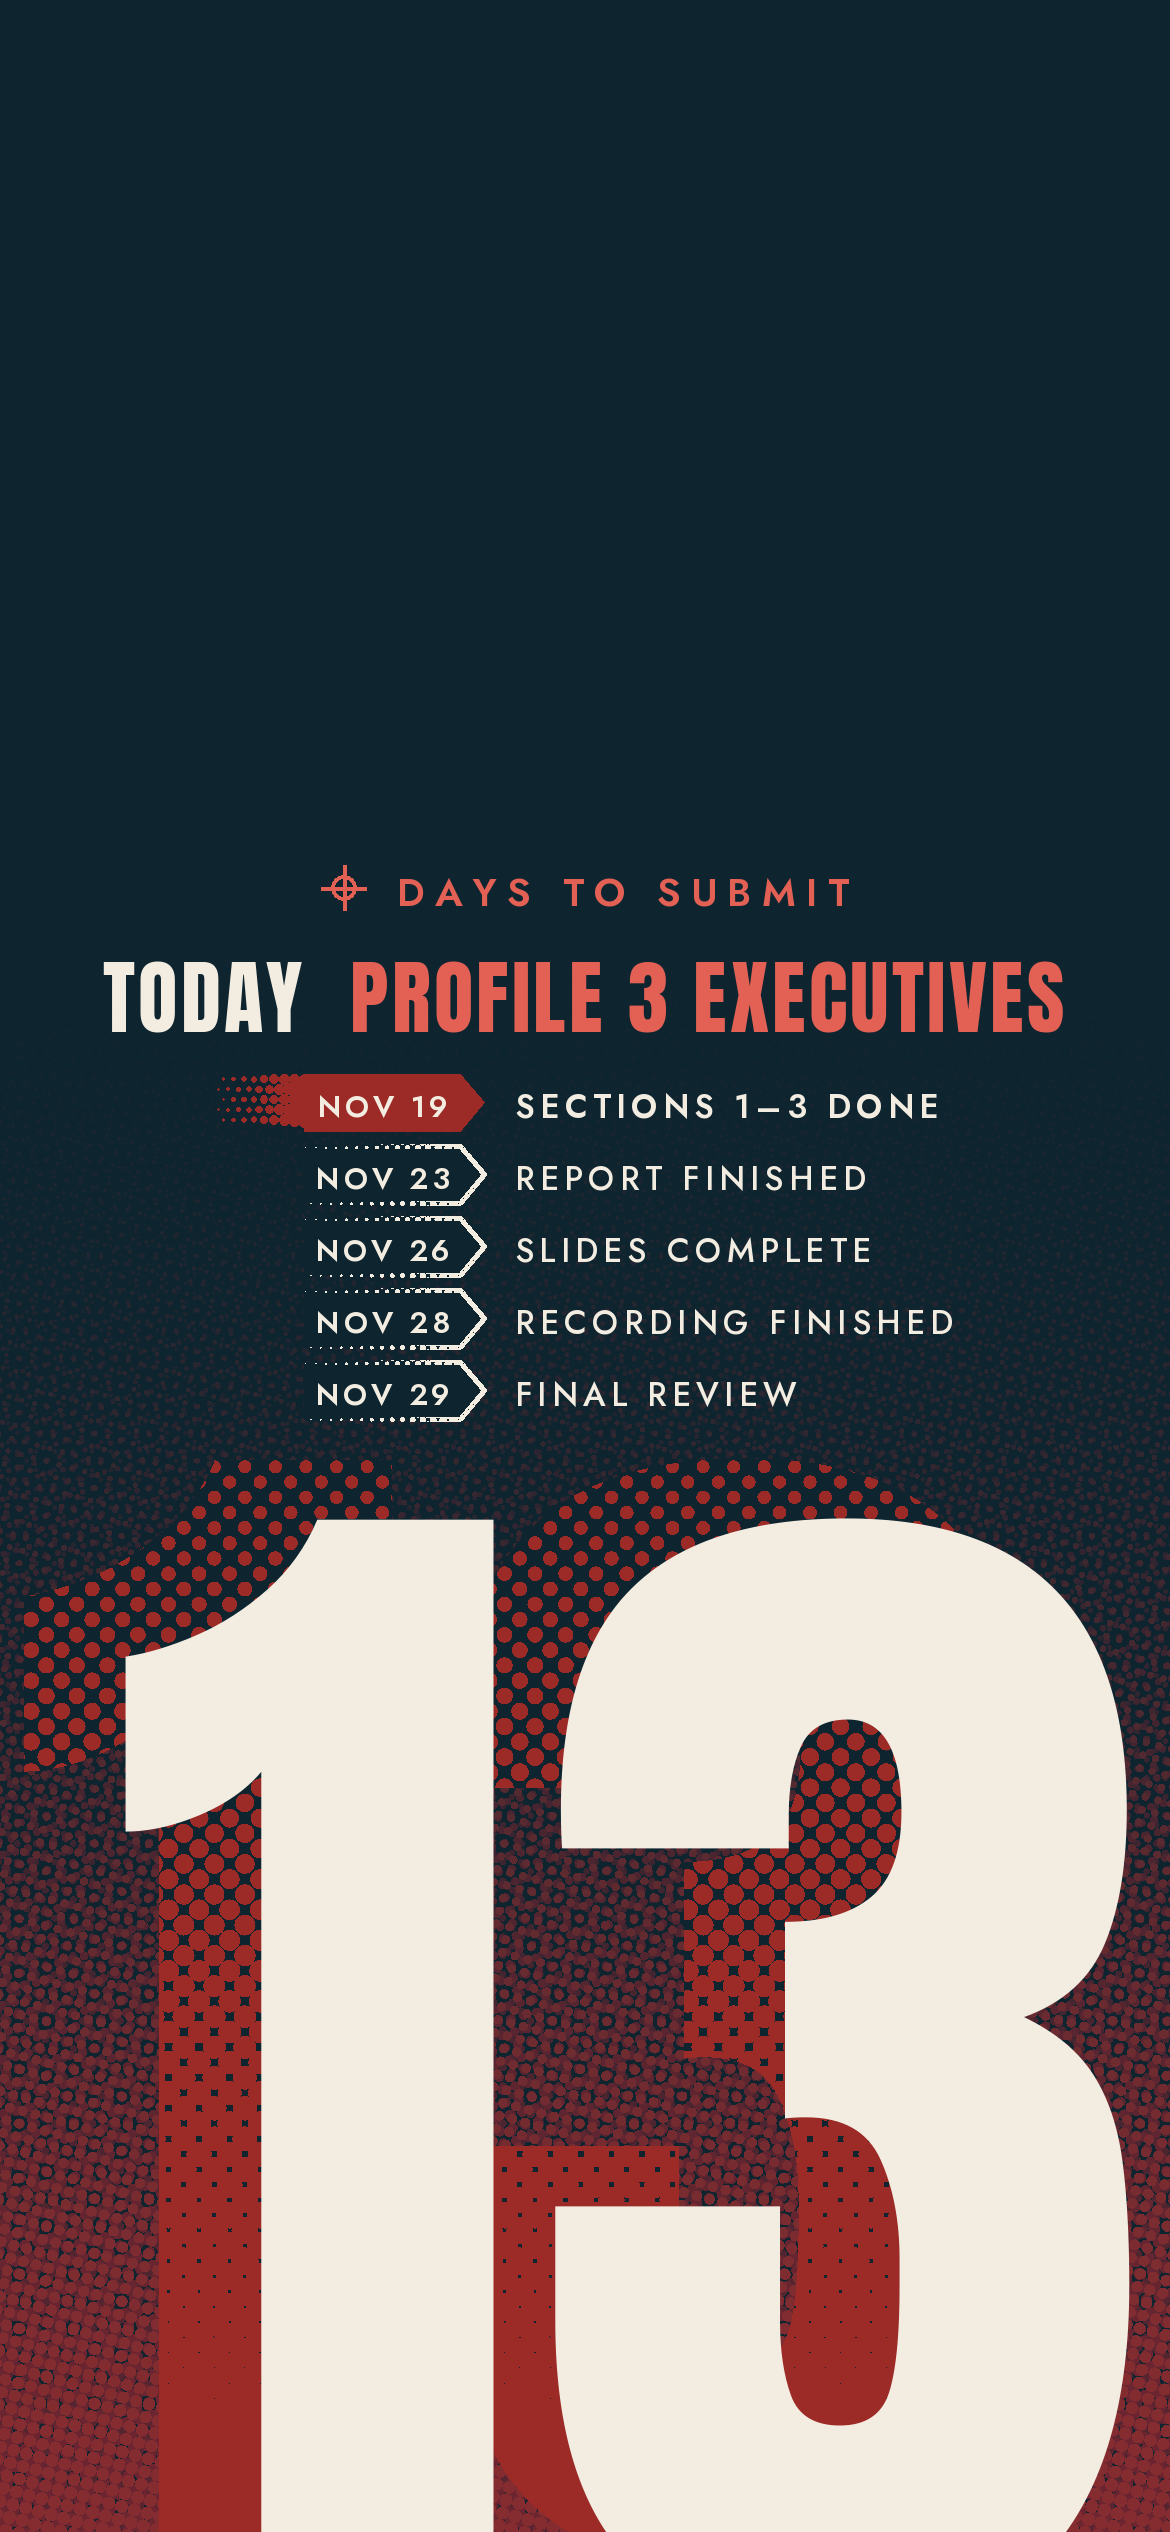 DAYS TO SUBMIT
TODAY PROFILE 3 EXECUTIVES
NOV 19 SECTIONS 1–3 DONE
NOV 23 REPORT FINISHED
NOV 26 SLIDES COMPLETE
NOV 28 RECORDING FINISHED
NOV 29 FINAL REVIEW
13